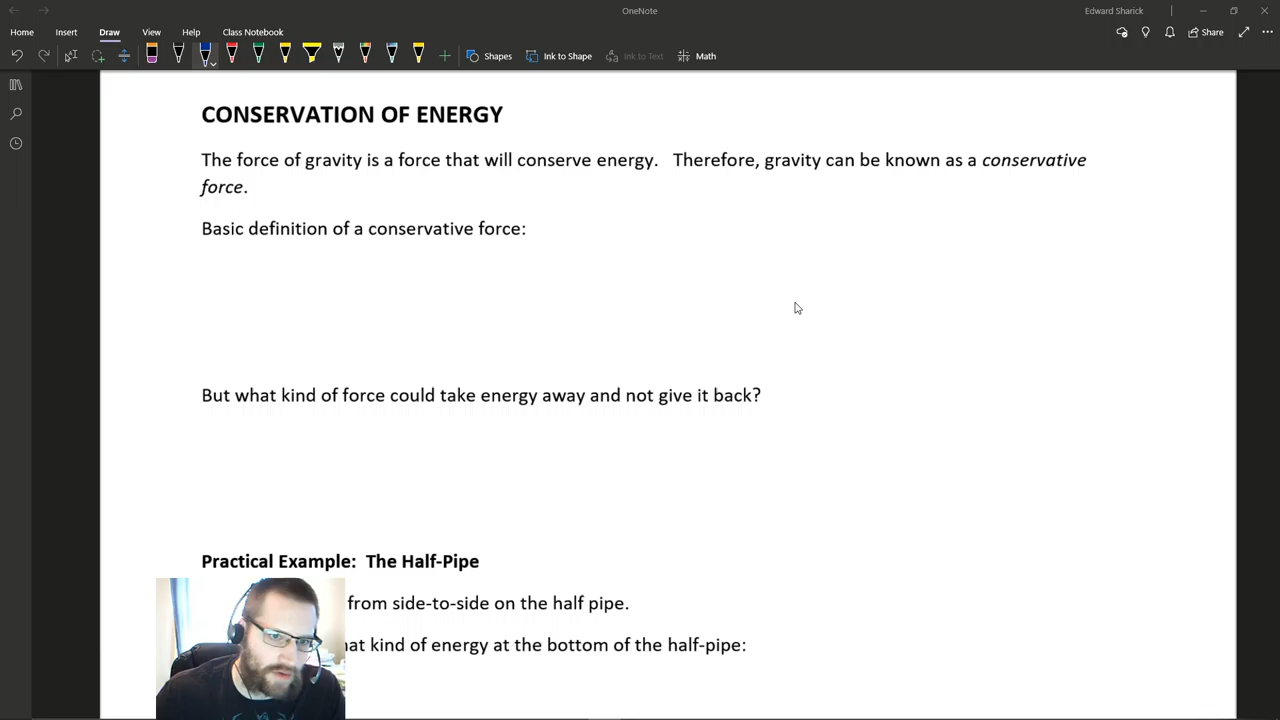 OneNote
Edward Sharick
Home Insert Draw View Help Class Notebook
Share
Shapes Ink to Shape Ink to Text Math
CONSERVATION OF ENERGY
The force of gravity is a force that will conserve energy. Therefore, gravity can be known as a conservative
force.
Basic definition of a conservative force:
But what kind of force could take energy away and not give it back?
Practical Example: The Half-Pipe
from side-to-side on the half pipe.
kind of energy at the bottom of the half-pipe: